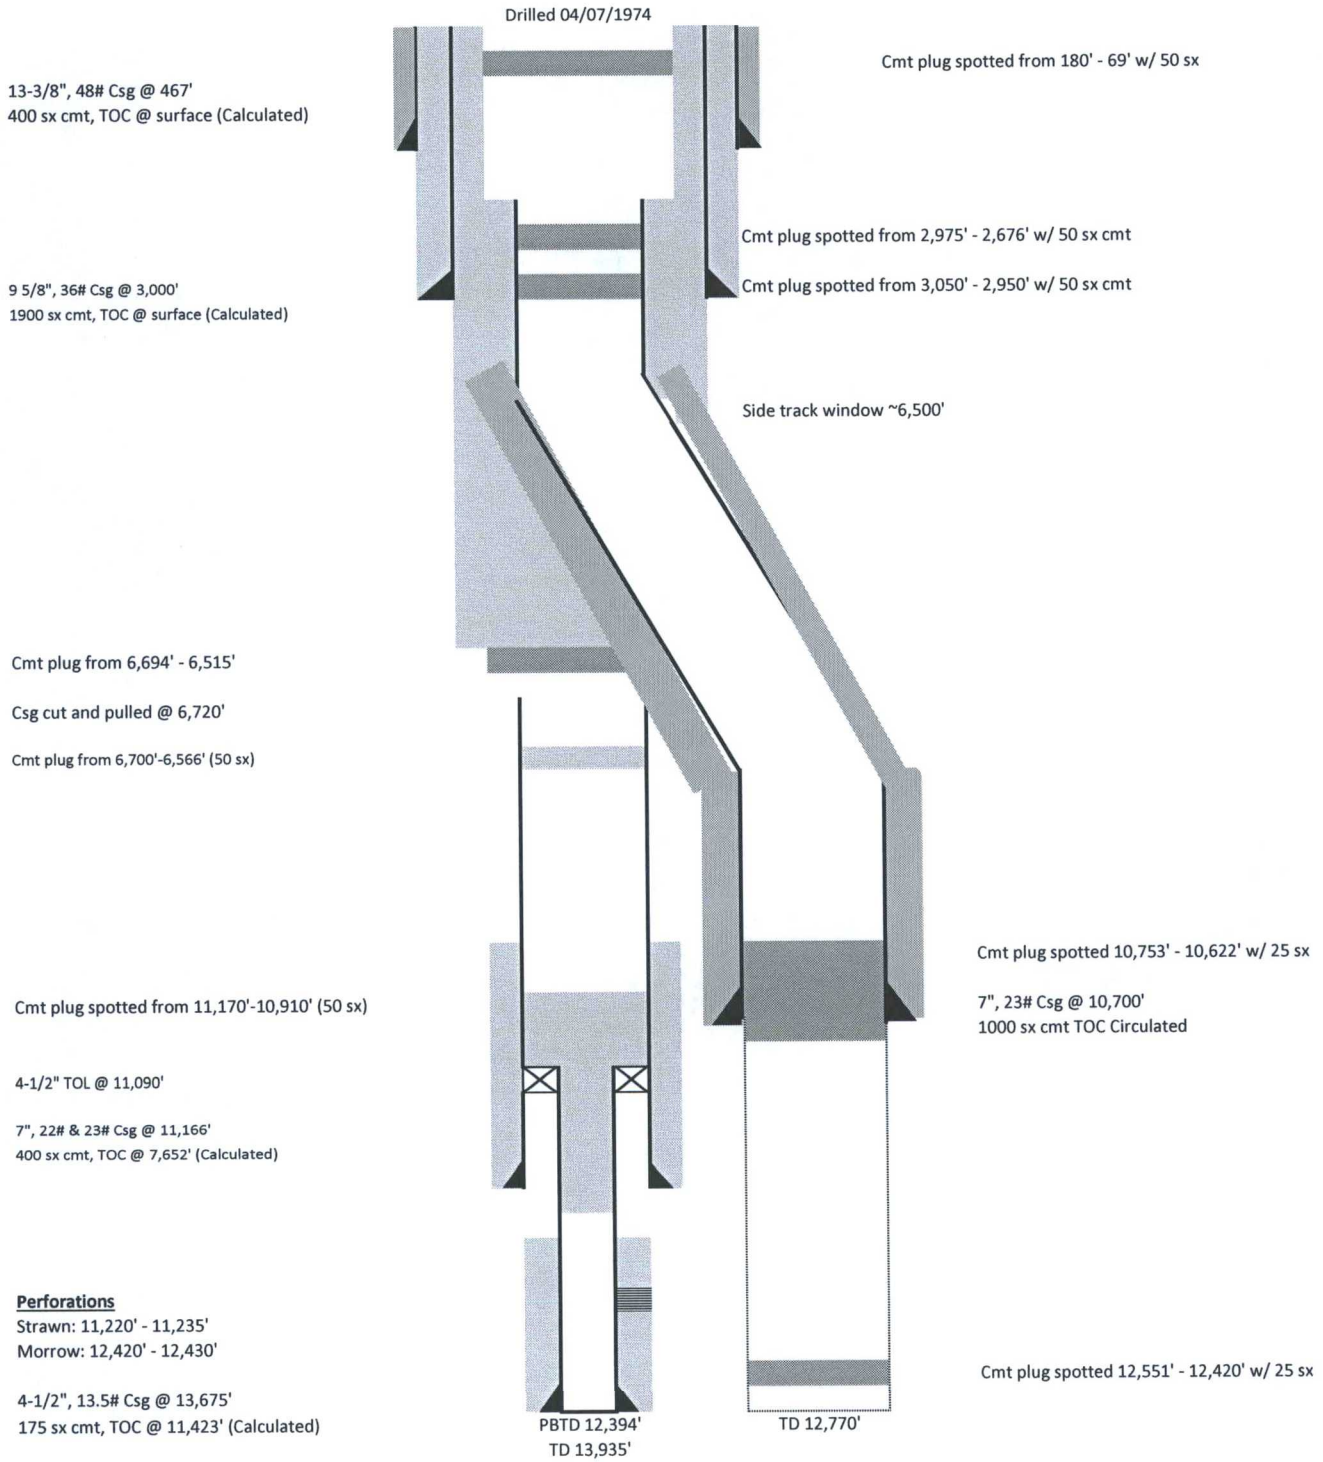 Drilled 04/07/1974
Cmt plug spotted from 180' - 69' w/ 50 sx
13-3/8", 48# Csg @ 467'
400 sx cmt, TOC @ surface (Calculated)
Cmt plug spotted from 2,975' - 2,676' w/ 50 sx cmt
Cmt plug spotted from 3,050' - 2,950' w/ 50 sx cmt
9 5/8", 36# Csg @ 3,000'
1900 sx cmt, TOC @ surface (Calculated)
Side track window ~6,500'
Cmt plug from 6,694' - 6,515'
Csg cut and pulled @ 6,720'
Cmt plug from 6,700'-6,566' (50 sx)
Cmt plug spotted 10,753' - 10,622' w/ 25 sx
7", 23# Csg @ 10,700'
1000 sx cmt TOC Circulated
Cmt plug spotted from 11,170'-10,910' (50 sx)
4-1/2" TOL @ 11,090'
7", 22# & 23# Csg @ 11,166'
400 sx cmt, TOC @ 7,652' (Calculated)
Perforations
Strawn: 11,220' - 11,235'
Morrow: 12,420' - 12,430'
Cmt plug spotted 12,551' - 12,420' w/ 25 sx
4-1/2", 13.5# Csg @ 13,675'
175 sx cmt, TOC @ 11,423' (Calculated)
PBTD 12,394'
TD 13,935'
TD 12,770'